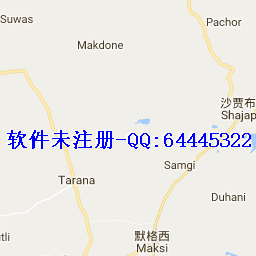 Suwas
Pachor
Makdone
沙贾布
Shajap
软件未注册-QQ:64445322
Samgi
Tarana
Duhani
默格西
Maksi
tli